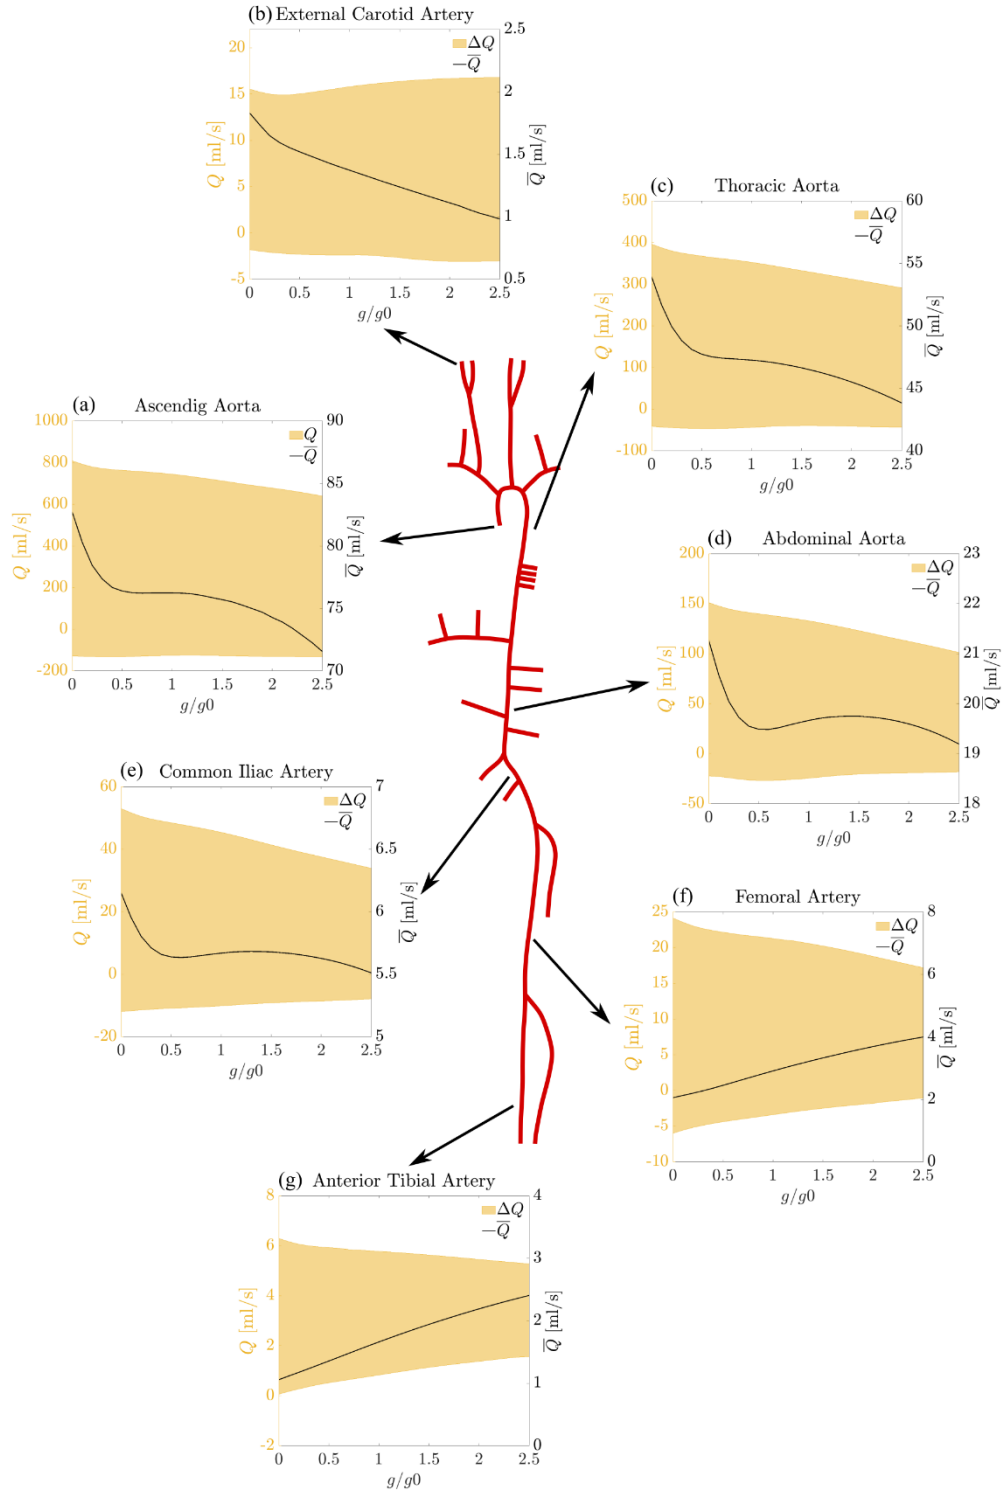 (b) External Carotid Artery
20
15
10
5
0
-5
Q [ml/s]
2.5
2
1.5
1
0.5
Q̅ [ml/s]
ΔQ
Q̅
0 0.5 1 1.5 2 2.5
g/g0
(c) Thoracic Aorta
500
400
300
200
100
0
-100
Q [ml/s]
60
55
50
45
40
Q̅ [ml/s]
ΔQ
Q̅
0 0.5 1 1.5 2 2.5
g/g0
(a) Ascendig Aorta
1000
800
600
400
200
0
-200
Q [ml/s]
90
85
80
75
70
Q̅ [ml/s]
Q
Q̅
0 0.5 1 1.5 2 2.5
g/g0
(d) Abdominal Aorta
200
150
100
50
0
-50
Q [ml/s]
23
22
21
20
19
18
Q̅ [ml/s]
ΔQ
Q̅
0 0.5 1 1.5 2 2.5
g/g0
(e) Common Iliac Artery
60
40
20
0
-20
Q [ml/s]
7
6.5
6
5.5
5
Q̅ [ml/s]
ΔQ
Q̅
0 0.5 1 1.5 2 2.5
g/g0
(f) Femoral Artery
25
20
15
10
5
0
-5
-10
Q [ml/s]
8
6
4
2
0
Q̅ [ml/s]
ΔQ
Q̅
0 0.5 1 1.5 2 2.5
g/g0
(g) Anterior Tibial Artery
8
6
4
2
0
-2
Q [ml/s]
4
3
2
1
0
Q̅ [ml/s]
ΔQ
Q̅
0 0.5 1 1.5 2 2.5
g/g0